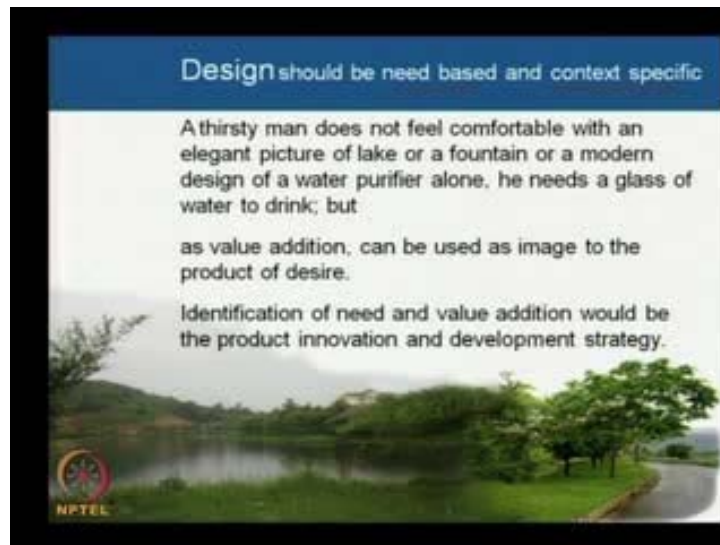 Design should be need based and context specific
A thirsty man does not feel comfortable with an
elegant picture of lake or a fountain or a modern
design of a water purifier alone, he needs a glass of
water to drink; but
as value addition, can be used as image to the
product of desire.
Identification of need and value addition would be
the product innovation and development strategy.
NPTEL